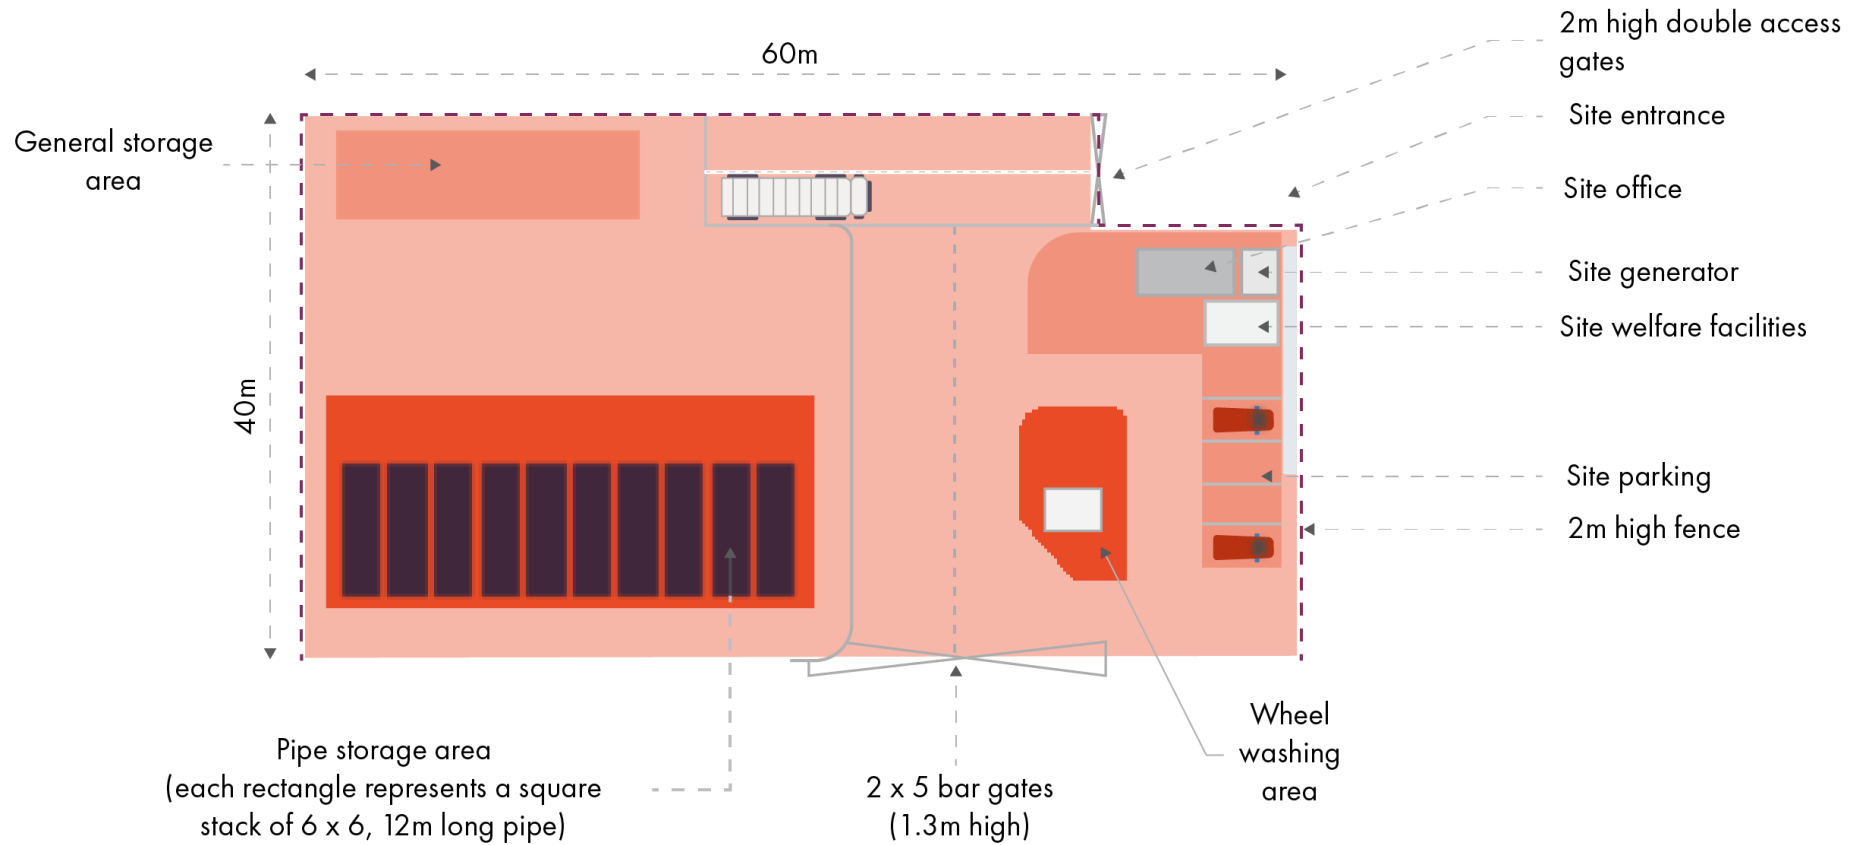 60m
2m high double access
gates
Site entrance
General storage
area
Site office
Site generator
Site welfare facilities
40m
Site parking
2m high fence
Pipe storage area
(each rectangle represents a square
stack of 6 x 6, 12m long pipe)
2 x 5 bar gates
(1.3m high)
Wheel
washing
area